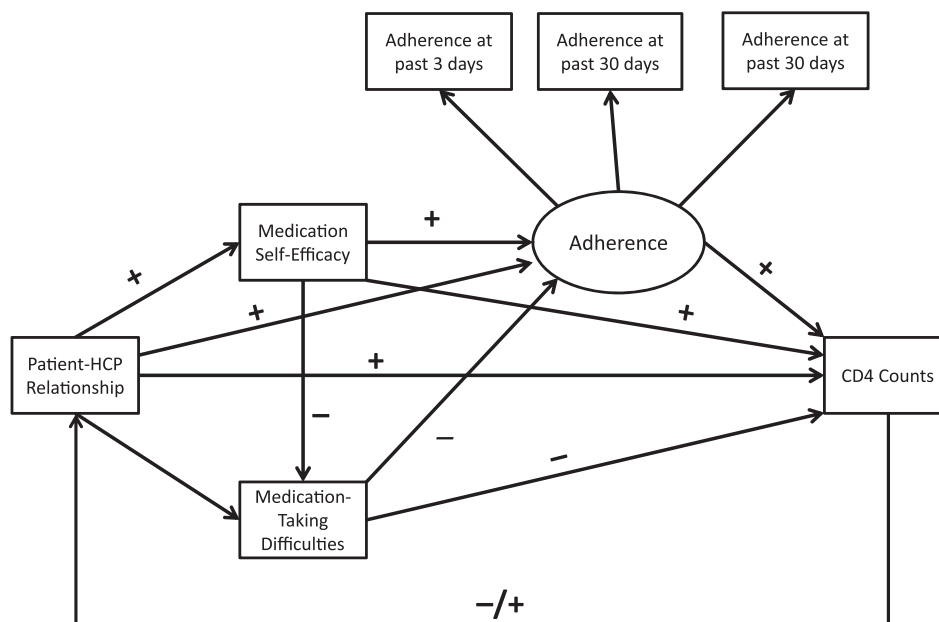 Adherence at
past 3 days
Adherence at
past 30 days
Adherence at
past 30 days
Medication
Self-Efficacy
+
Adherence
+
+
+
+
Patient-HCP
Relationship
+
CD4 Counts
−
−
−
Medication-
Taking
Difficulties
−/+